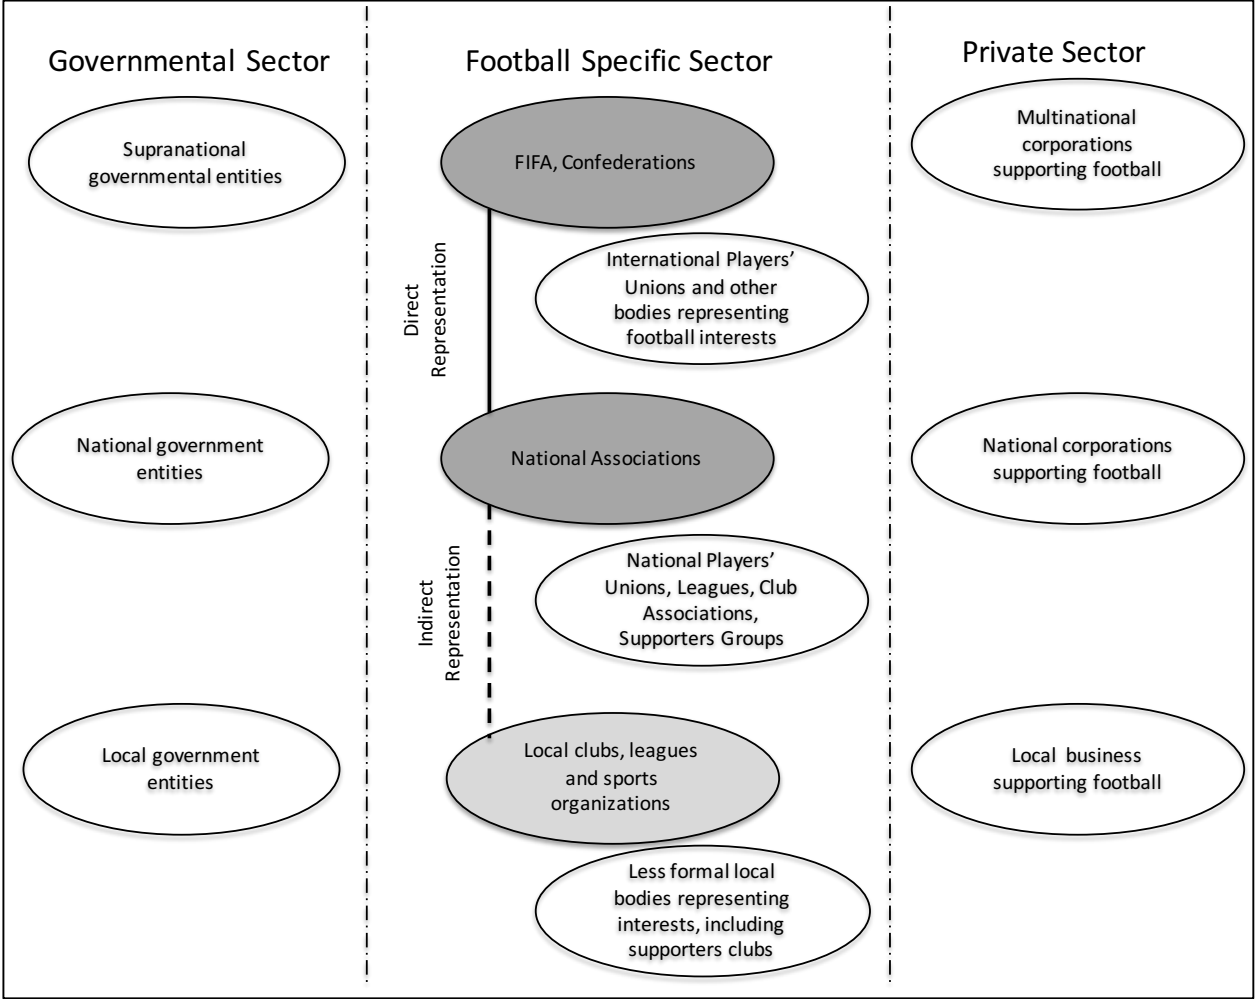 Governmental Sector
Football Specific Sector
Private Sector
Supranational
governmental entities
FIFA, Confederations
Multinational
corporations
supporting football
Direct
Representation
International Players’
Unions and other
bodies representing
football interests
National government
entities
National Associations
National corporations
supporting football
Indirect
Representation
National Players’
Unions, Leagues, Club
Associations,
Supporters Groups
Local government
entities
Local clubs, leagues
and sports
organizations
Local business
supporting football
Less formal local
bodies representing
interests, including
supporters clubs